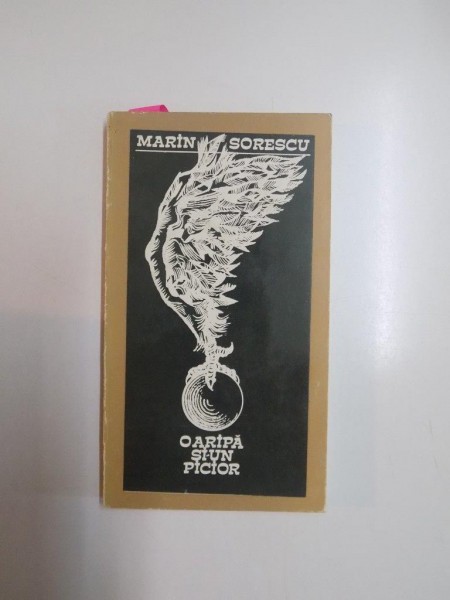 MARIN SORESCU
O ARIPĂ
ȘI-UN
PICIOR